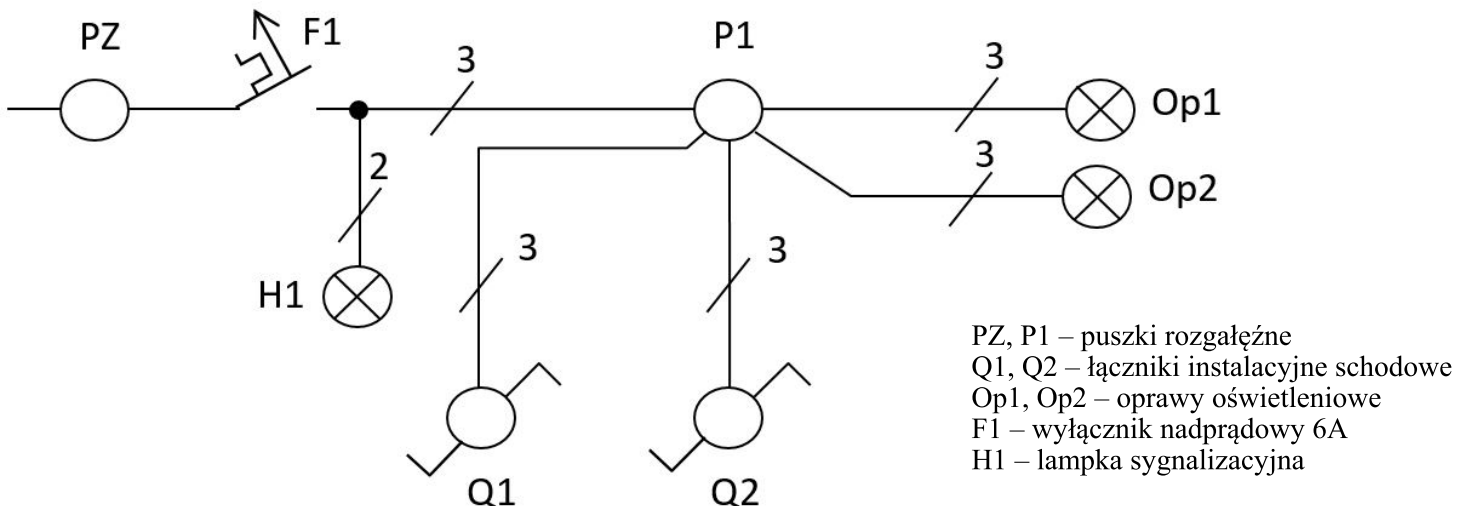 PZ
F1
3
P1
3
Op1
2
3
Op2
H1
3
3
Q1
Q2
PZ, P1 – puszki rozgałęźne
Q1, Q2 – łączniki instalacyjne schodowe
Op1, Op2 – oprawy oświetleniowe
F1 – wyłącznik nadprądowy 6A
H1 – lampka sygnalizacyjna